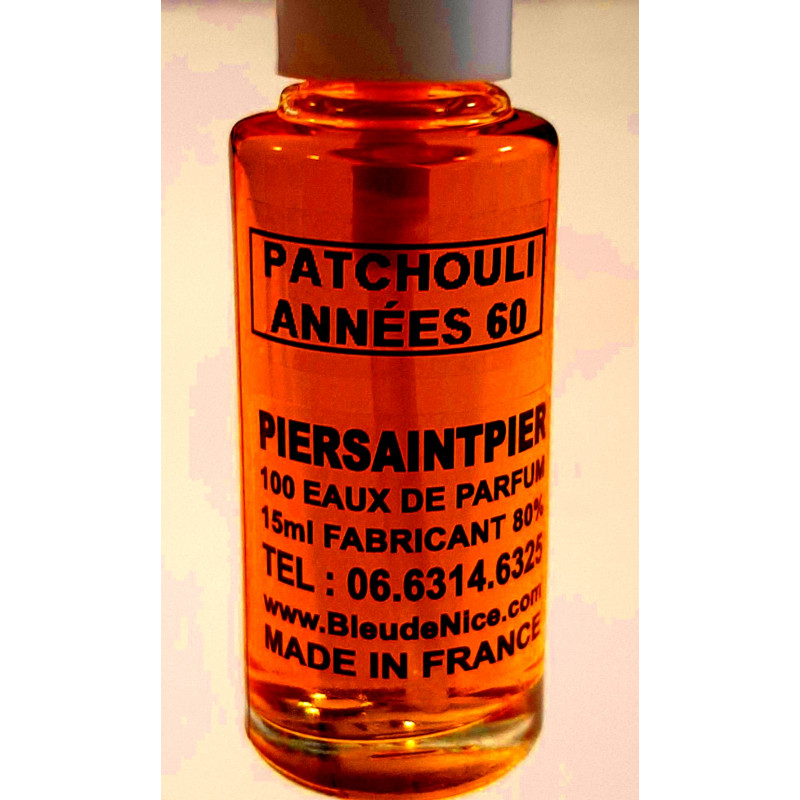 PATCHOULI
ANNÉES 60
PIERSAINTPIER
100 EAUX DE PARFUM
15ml FABRICANT 80%
TEL : 06.6314.6325
www.BleudeNice.com
MADE IN FRANCE